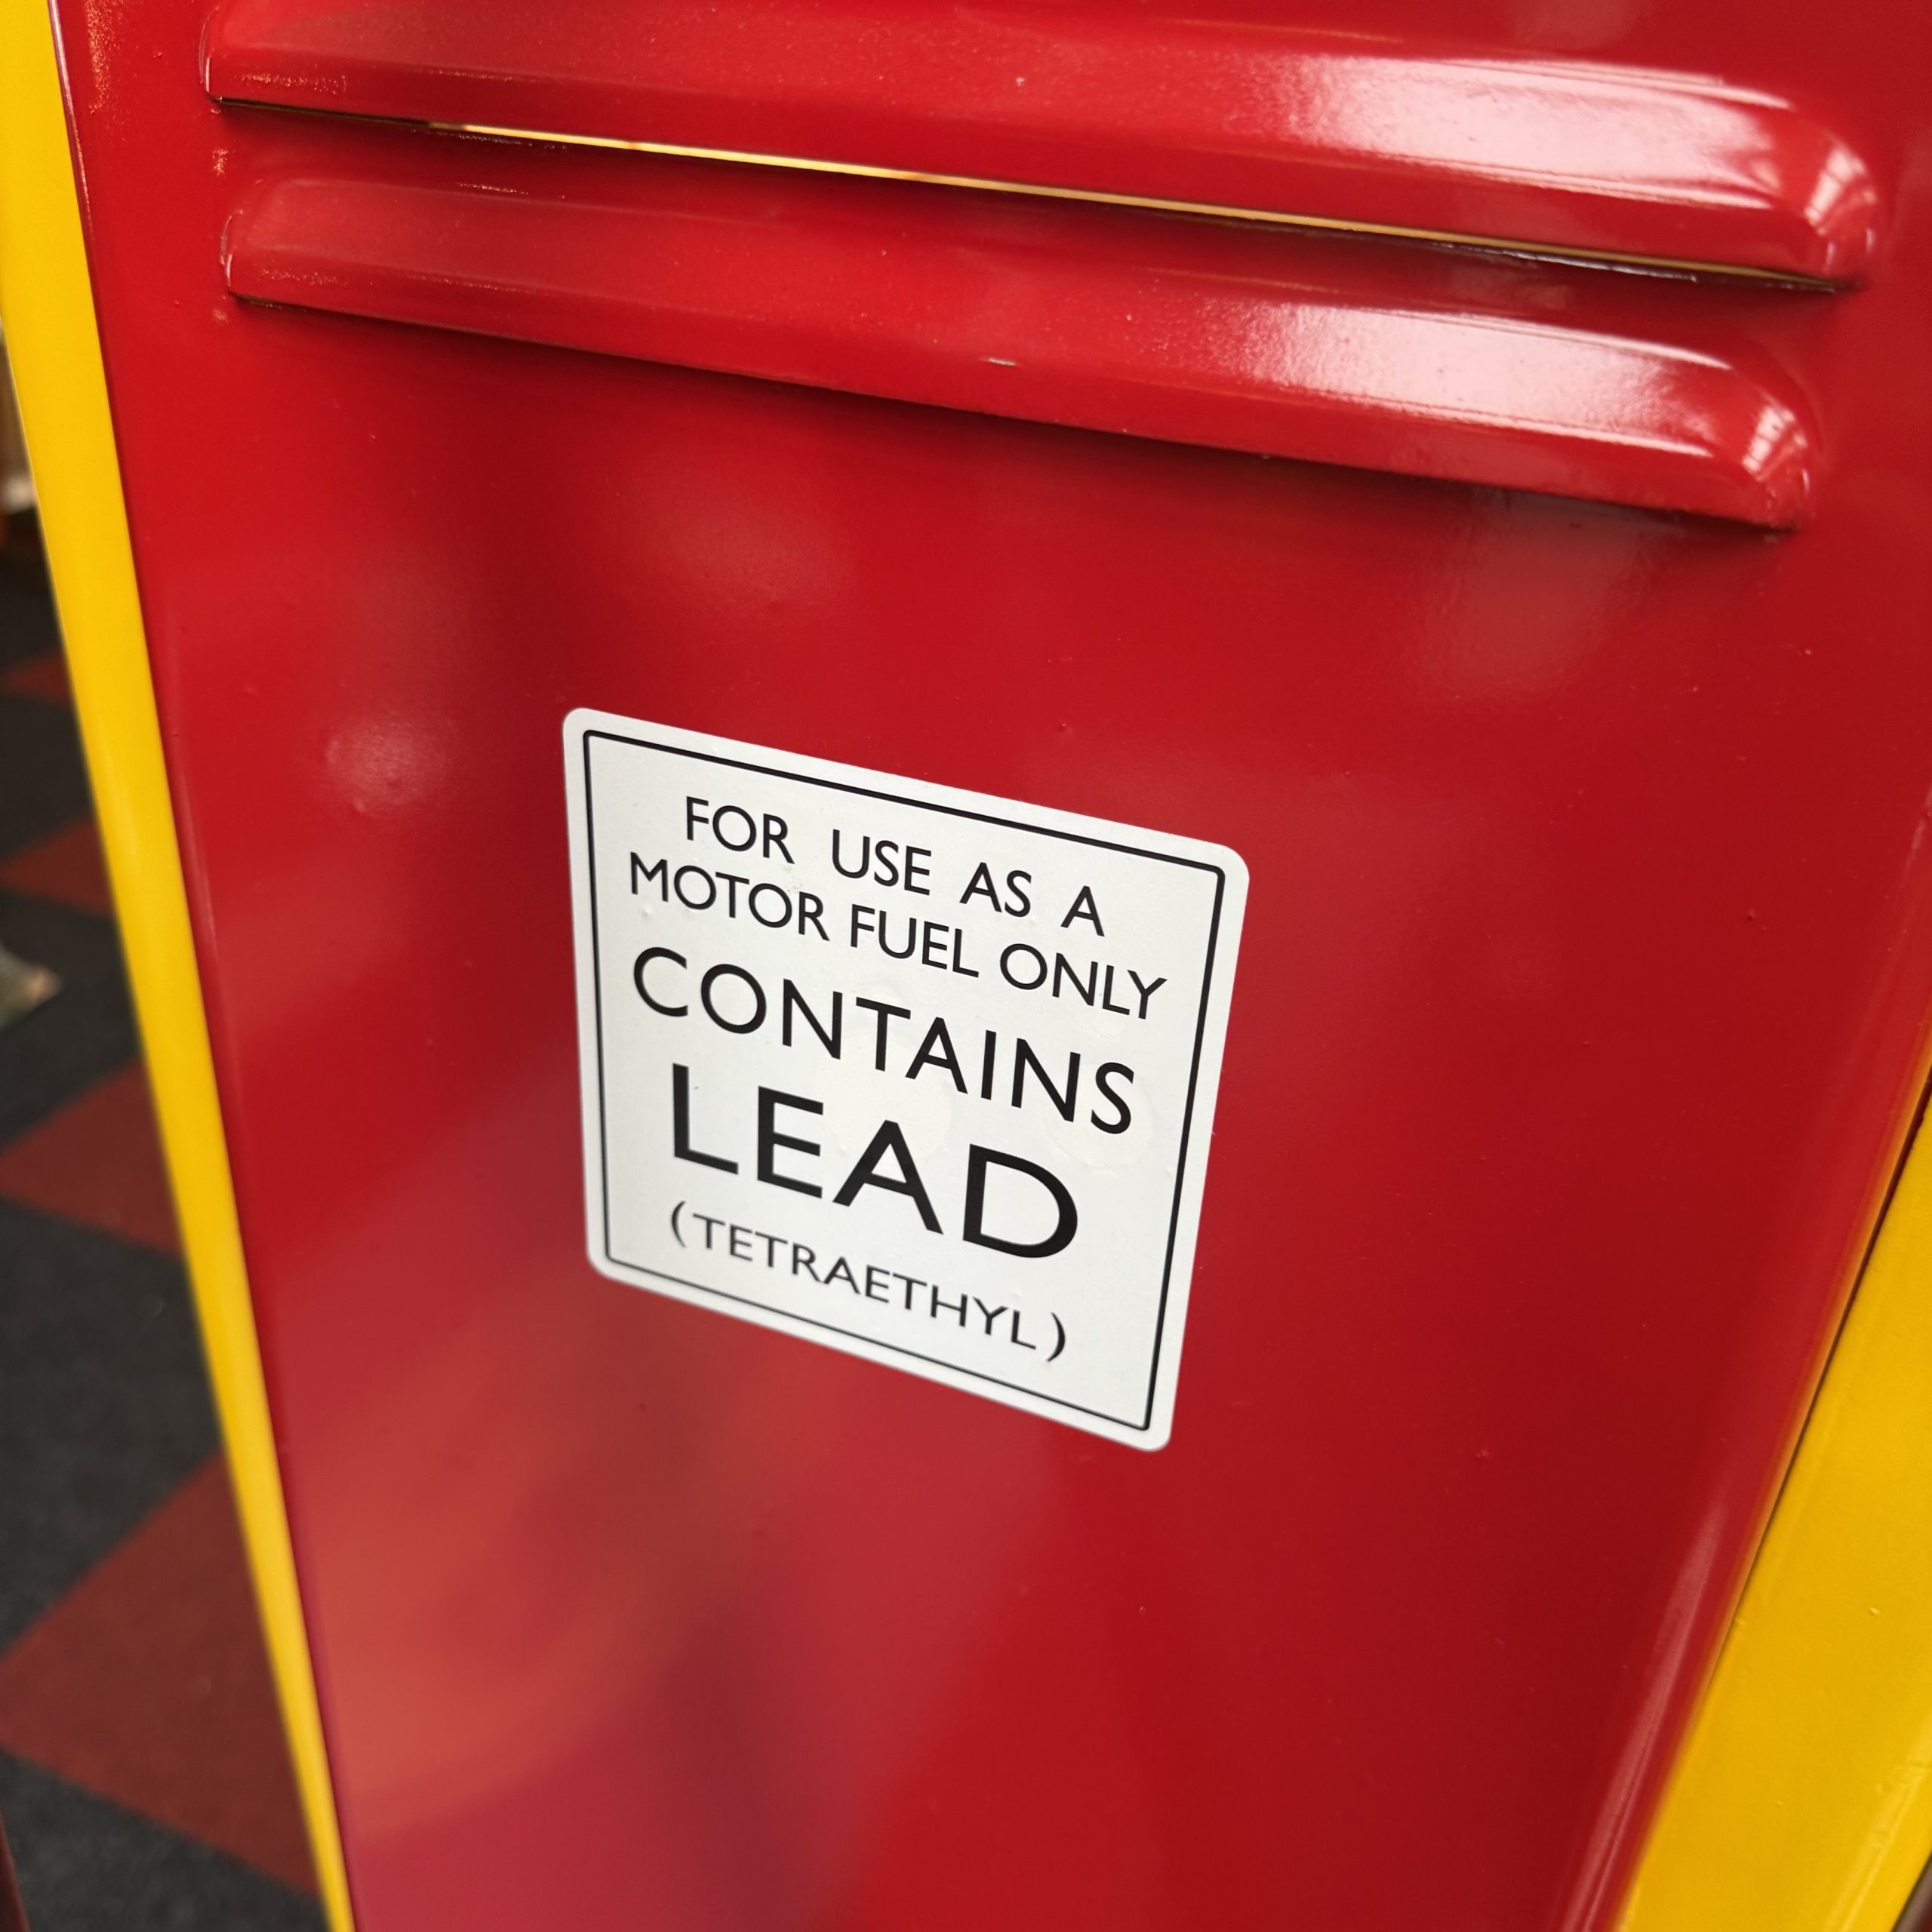 FOR USE AS A
MOTOR FUEL ONLY
CONTAINS
LEAD
(TETRAETHYL)